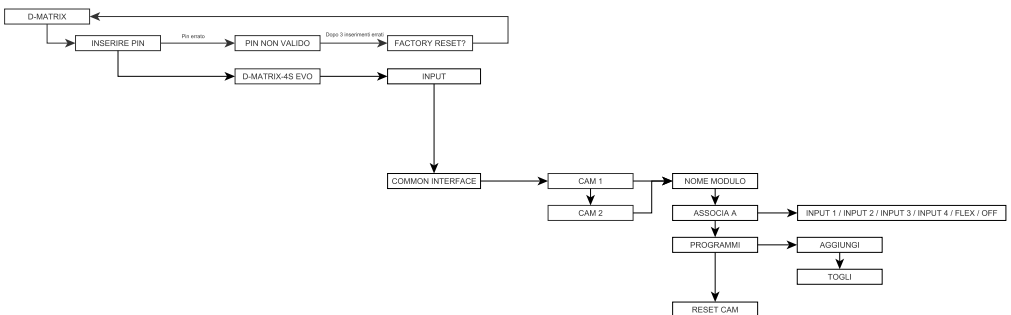 D-MATRIX
INSERIRE PIN
Pin errato
PIN NON VALIDO
Dopo 3 inserimenti errati
FACTORY RESET?
D-MATRIX-4S EVO
INPUT
COMMON INTERFACE
CAM 1
NOME MODULO
CAM 2
ASSOCIA A
INPUT 1 / INPUT 2 / INPUT 3 / INPUT 4 / FLEX / OFF
PROGRAMMI
AGGIUNGI
TOGLI
RESET CAM